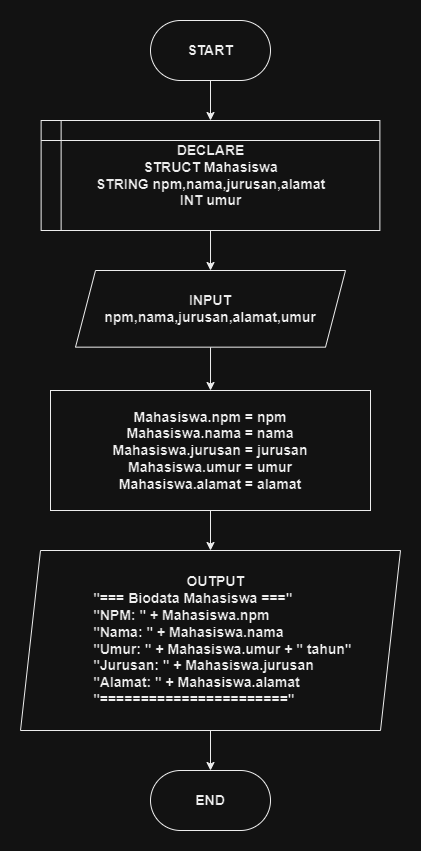 START
DECLARE
STRUCT Mahasiswa
STRING npm,nama,jurusan,alamat
INT umur
INPUT
npm,nama,jurusan,alamat,umur
Mahasiswa.npm = npm
Mahasiswa.nama = nama
Mahasiswa.jurusan = jurusan
Mahasiswa.umur = umur
Mahasiswa.alamat = alamat
OUTPUT
"=== Biodata Mahasiswa ==="
"NPM: " + Mahasiswa.npm
"Nama: " + Mahasiswa.nama
"Umur: " + Mahasiswa.umur + " tahun"
"Jurusan: " + Mahasiswa.jurusan
"Alamat: " + Mahasiswa.alamat
"======================="
END